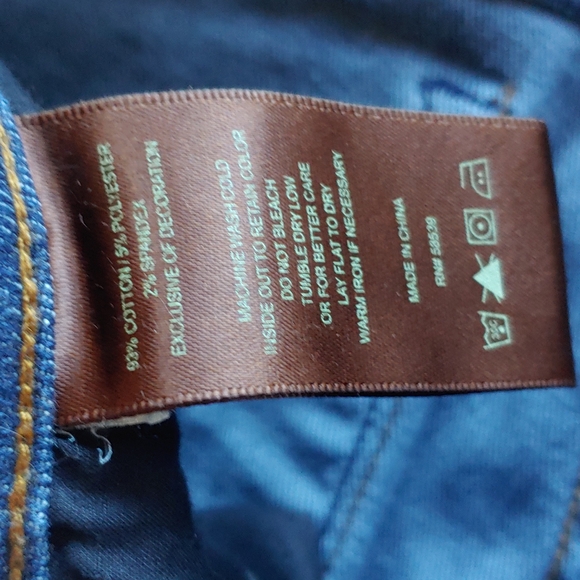 93% COTTON / 5% POLYESTER
2% SPANDEX
EXCLUSIVE OF DECORATION
MACHINE WASH COLD
INSIDE OUT TO RETAIN COLOR
DO NOT BLEACH
TUMBLE DRY LOW
OR FOR BETTER CARE
LAY FLAT TO DRY
WARM IRON IF NECESSARY
MADE IN CHINA
RN#